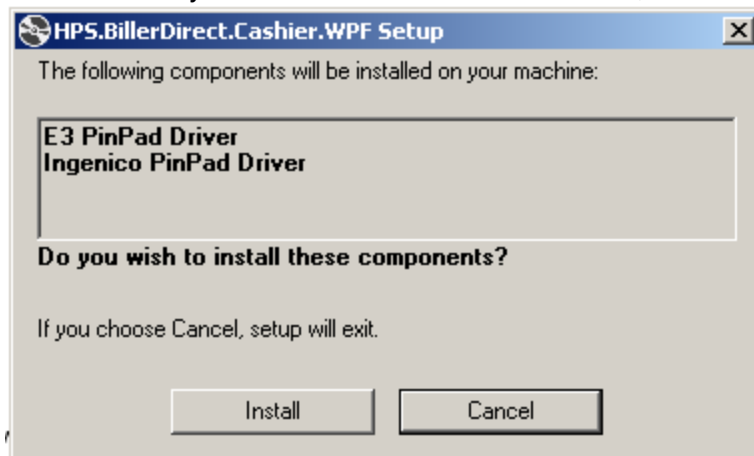 HPS.BillerDirect.Cashier.WPF Setup
The following components will be installed on your machine:
E3 PinPad Driver
Ingenico PinPad Driver
Do you wish to install these components?
If you choose Cancel, setup will exit.
Install
Cancel